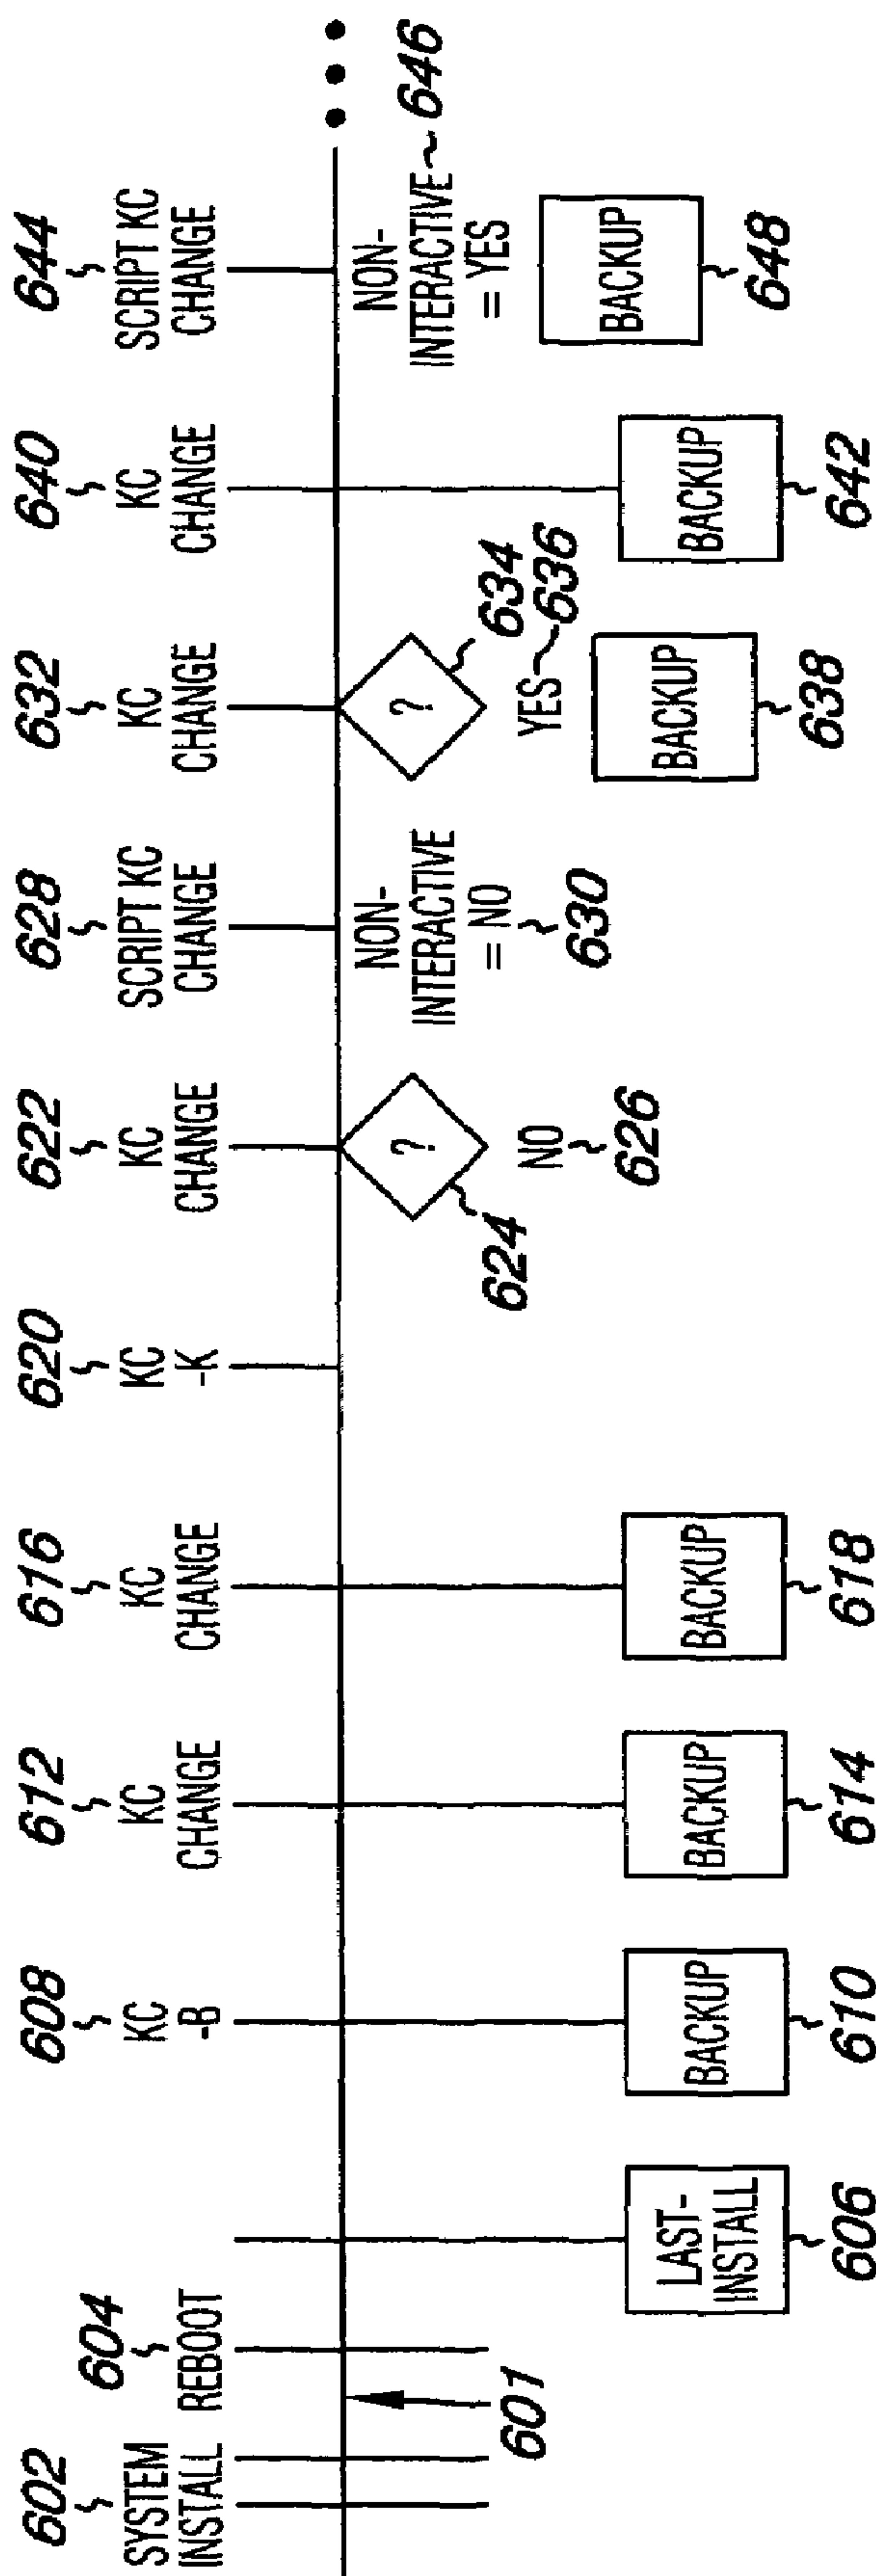 602
SYSTEM
INSTALL
604
REBOOT
601
LAST-
INSTALL
606
608
KC
-B
BACKUP
610
612
KC
CHANGE
BACKUP
614
616
KC
CHANGE
BACKUP
618
620
KC
-K
622
KC
CHANGE
?
624
NO
626
628
SCRIPT KC
CHANGE
NON-
INTERACTIVE
= NO
630
632
KC
CHANGE
?
634
YES
636
BACKUP
638
640
KC
CHANGE
BACKUP
642
644
SCRIPT KC
CHANGE
NON-
INTERACTIVE
= YES
646
BACKUP
648